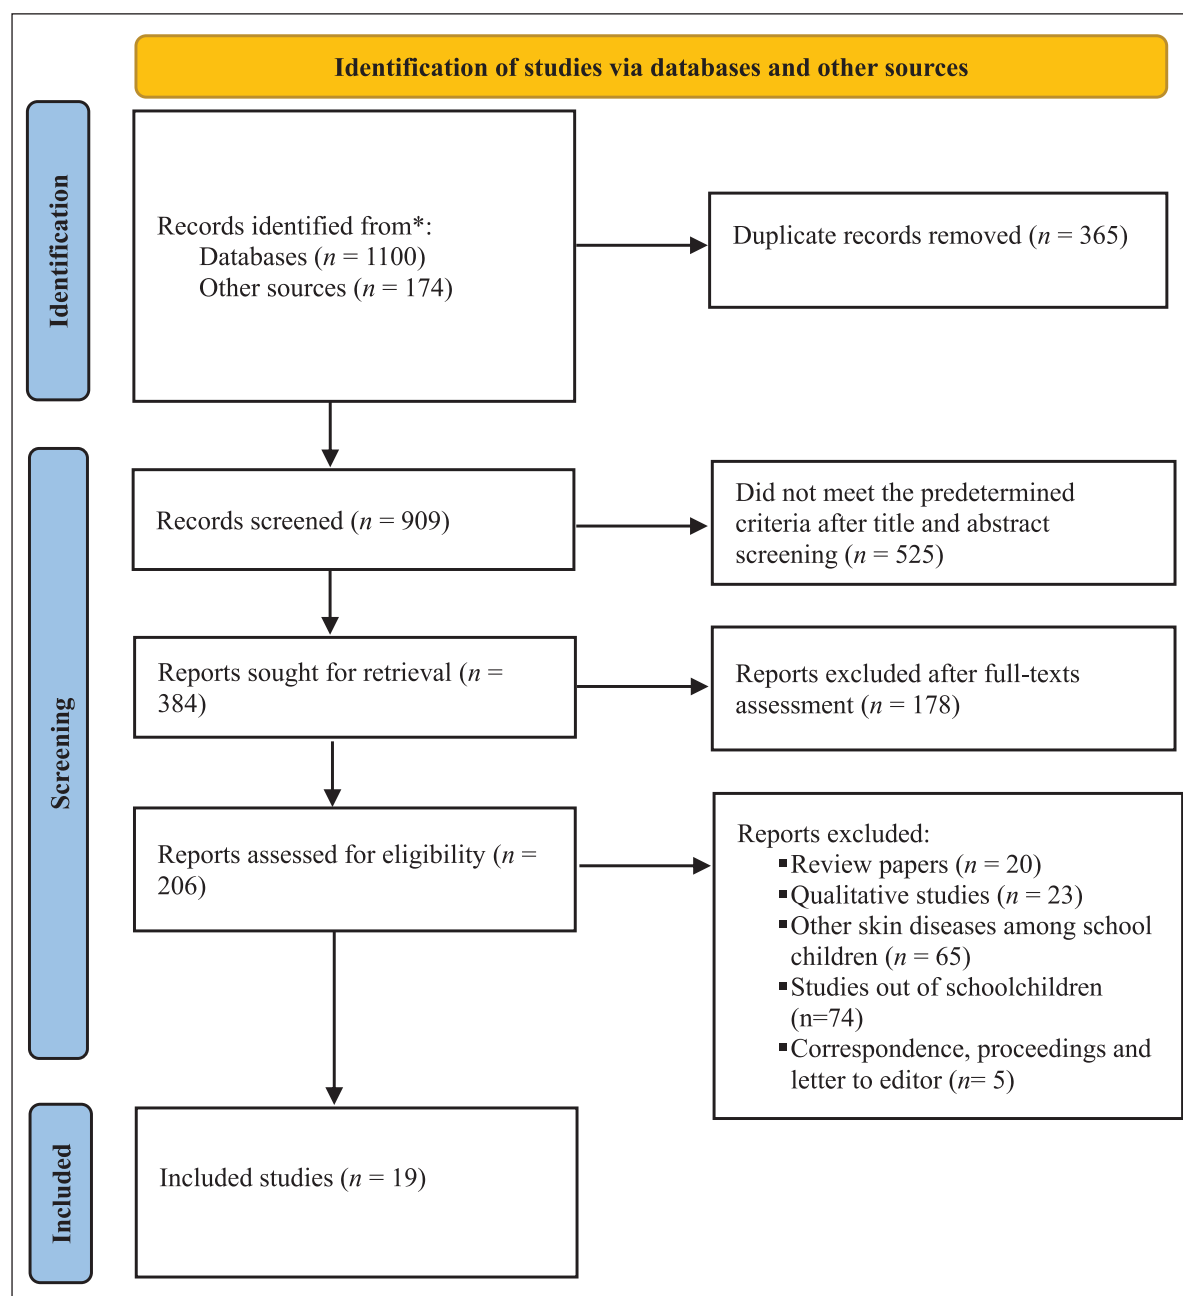 Identification of studies via databases and other sources
Identification
Records identified from*:
Databases (n = 1100)
Other sources (n = 174)
Duplicate records removed (n = 365)
Screening
Records screened (n = 909)
Did not meet the predetermined
criteria after title and abstract
screening (n = 525)
Reports sought for retrieval (n =
384)
Reports excluded after full-texts
assessment (n = 178)
Reports assessed for eligibility (n =
206)
Reports excluded:
▪Review papers (n = 20)
▪Qualitative studies (n = 23)
▪Other skin diseases among school
children (n = 65)
▪Studies out of schoolchildren
(n=74)
▪Correspondence, proceedings and
letter to editor (n= 5)
Included
Included studies (n = 19)